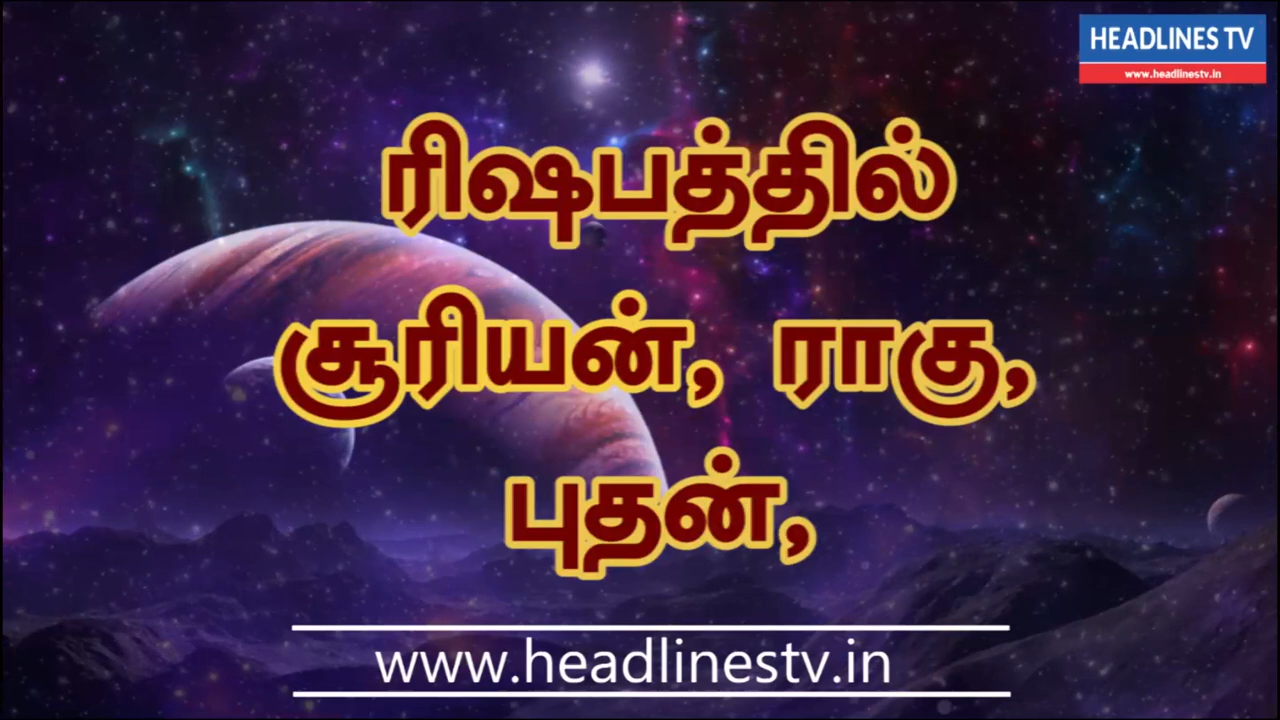 HEADLINES TV
www.headlinestv.in
ரிஷபத்தில்
சூரியன், ராகு,
புதன்,
www.headlinestv.in